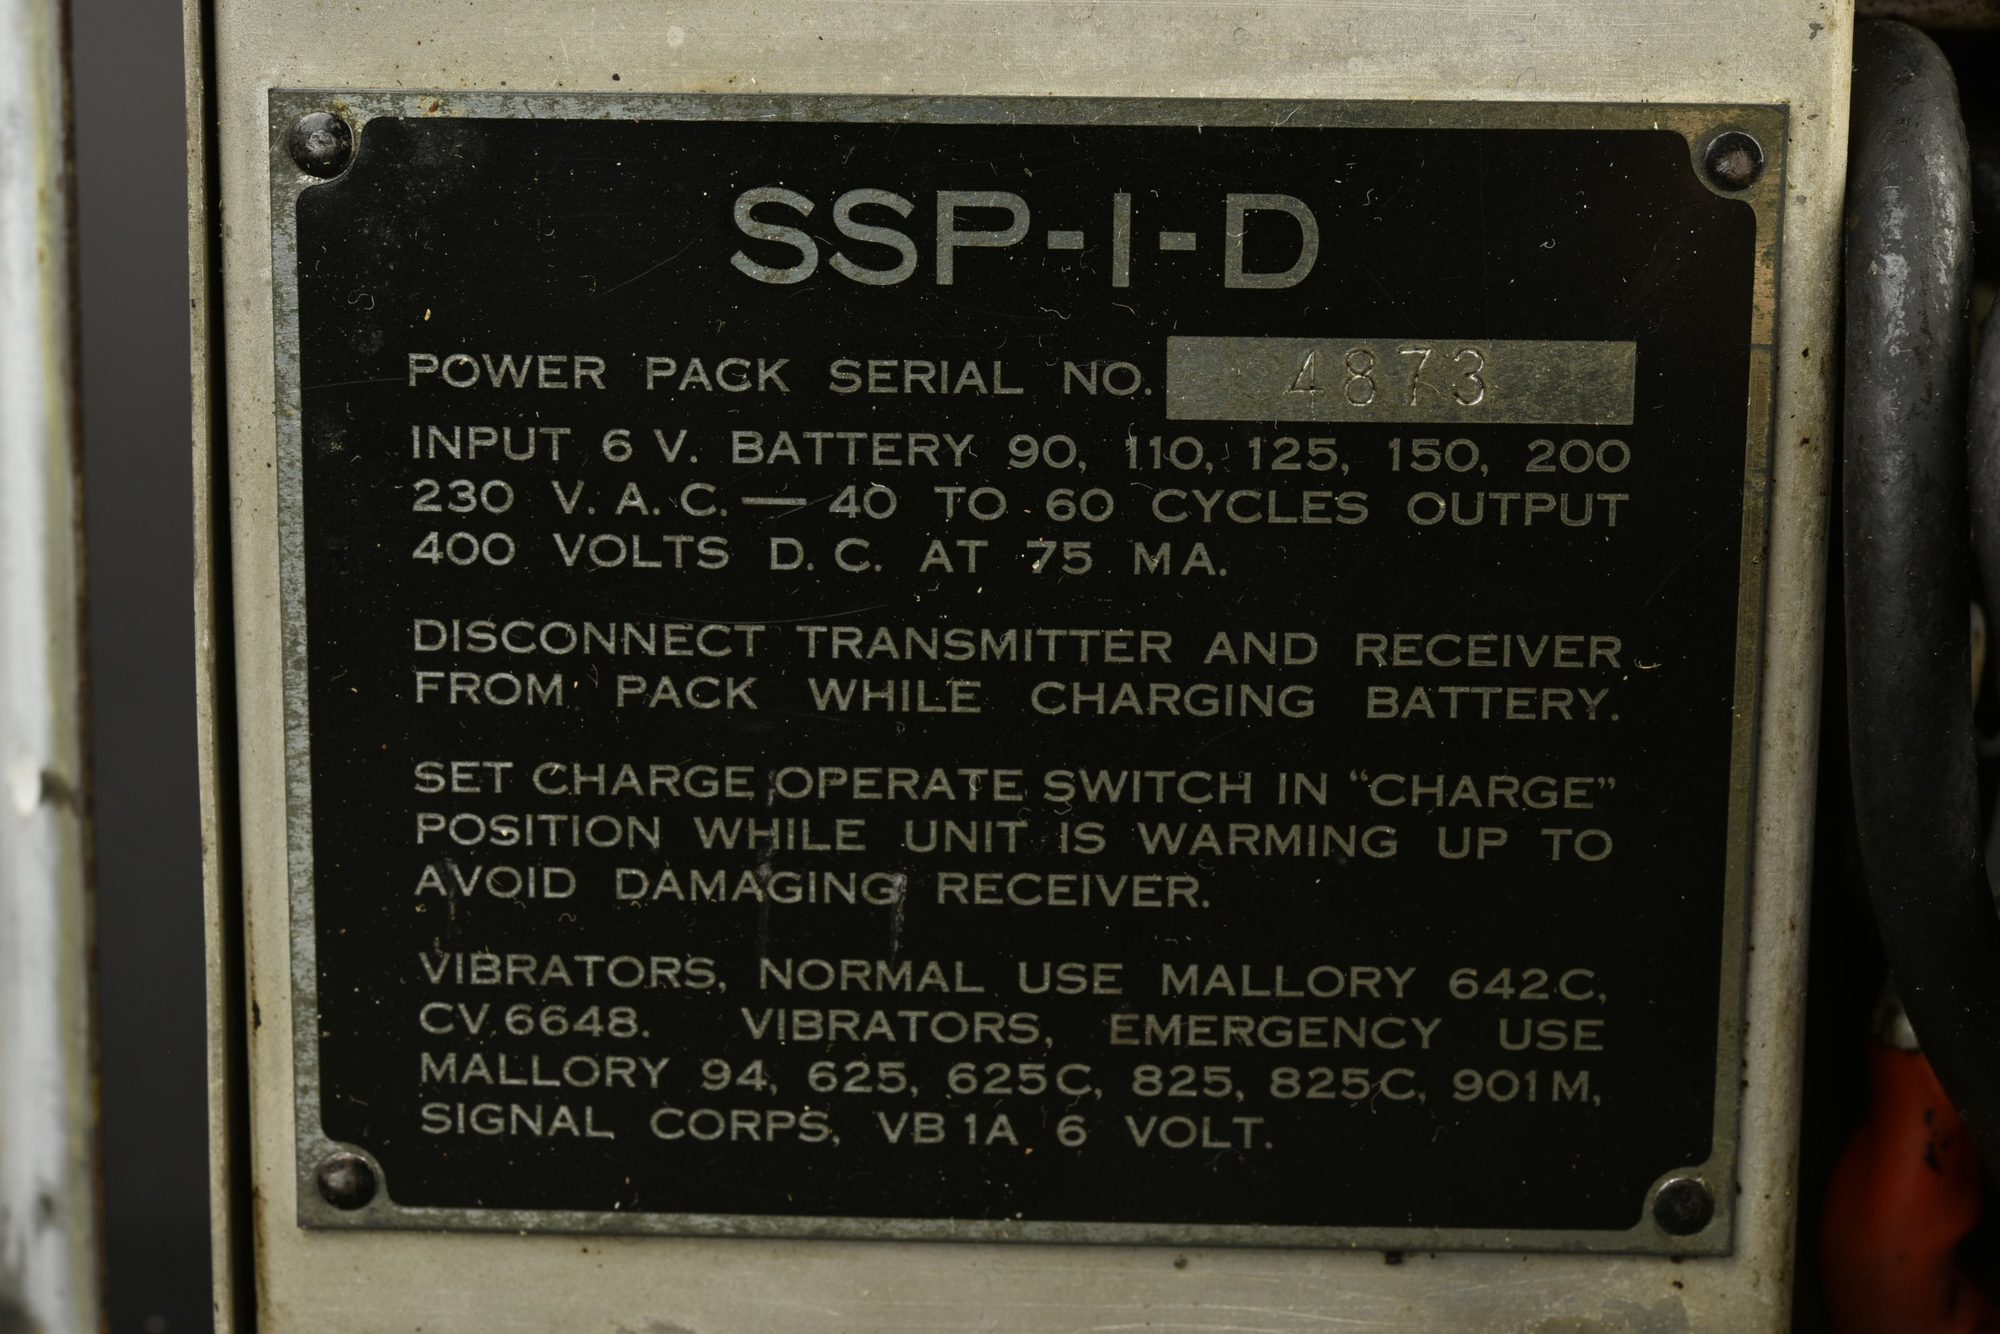 SSP-1-D
POWER PACK SERIAL NO. 4873
INPUT 6 V. BATTERY 90, 110, 125, 150, 200
230 V. A. C. — 40 TO 60 CYCLES OUTPUT
400 VOLTS D. C. AT 75 MA.
DISCONNECT TRANSMITTER AND RECEIVER
FROM PACK WHILE CHARGING BATTERY.
SET CHARGE OPERATE SWITCH IN “CHARGE”
POSITION WHILE UNIT IS WARMING UP TO
AVOID DAMAGING RECEIVER.
VIBRATORS, NORMAL USE MALLORY 642C,
CV 6648. VIBRATORS, EMERGENCY USE
MALLORY 94, 625, 625C, 825, 825C, 901M,
SIGNAL CORPS, VB 1A 6 VOLT.